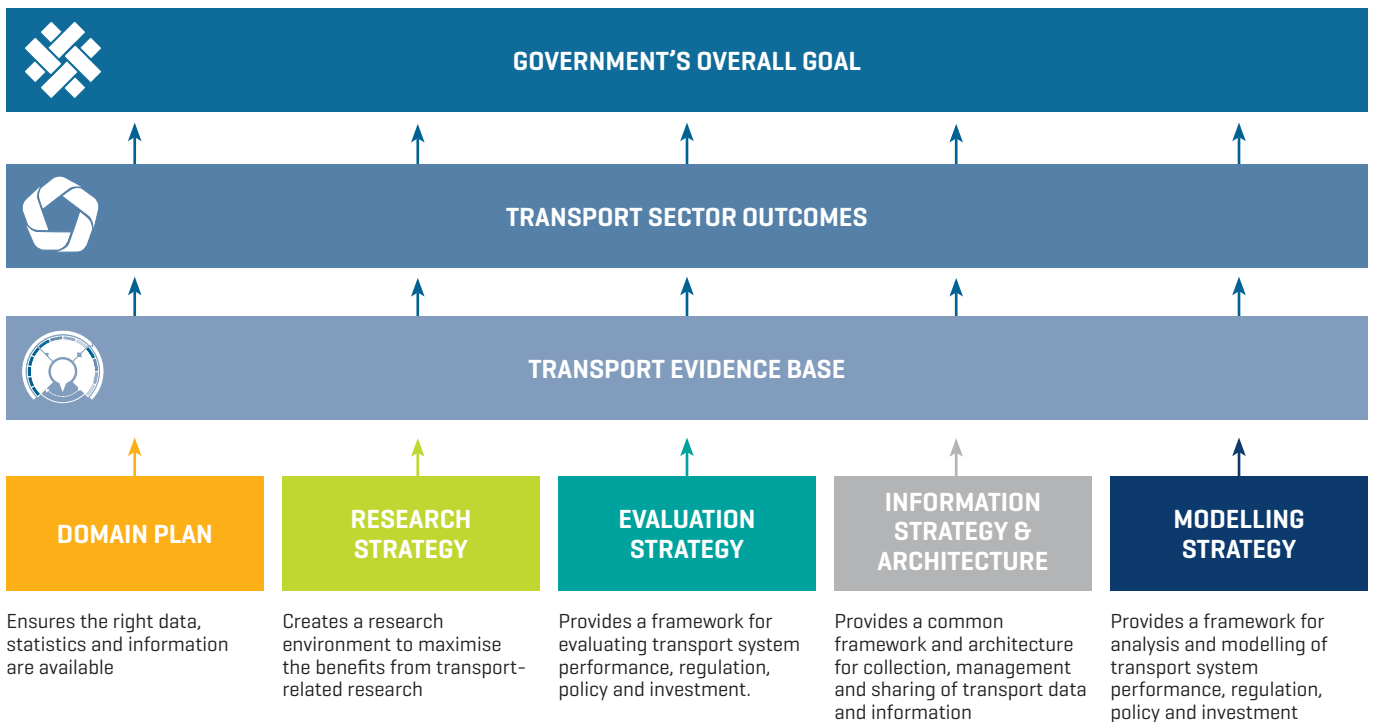 GOVERNMENT'S OVERALL GOAL
TRANSPORT SECTOR OUTCOMES
TRANSPORT EVIDENCE BASE
DOMAIN PLAN
Ensures the right data,
statistics and information
are available
RESEARCH
STRATEGY
Creates a research
environment to maximise
the benefits from transport-
related research
EVALUATION
STRATEGY
Provides a framework for
evaluating transport system
performance, regulation,
policy and investment.
INFORMATION
STRATEGY &
ARCHITECTURE
Provides a common
framework and architecture
for collection, management
and sharing of transport data
and information
MODELLING
STRATEGY
Provides a framework for
analysis and modelling of
transport system
performance, regulation,
policy and investment